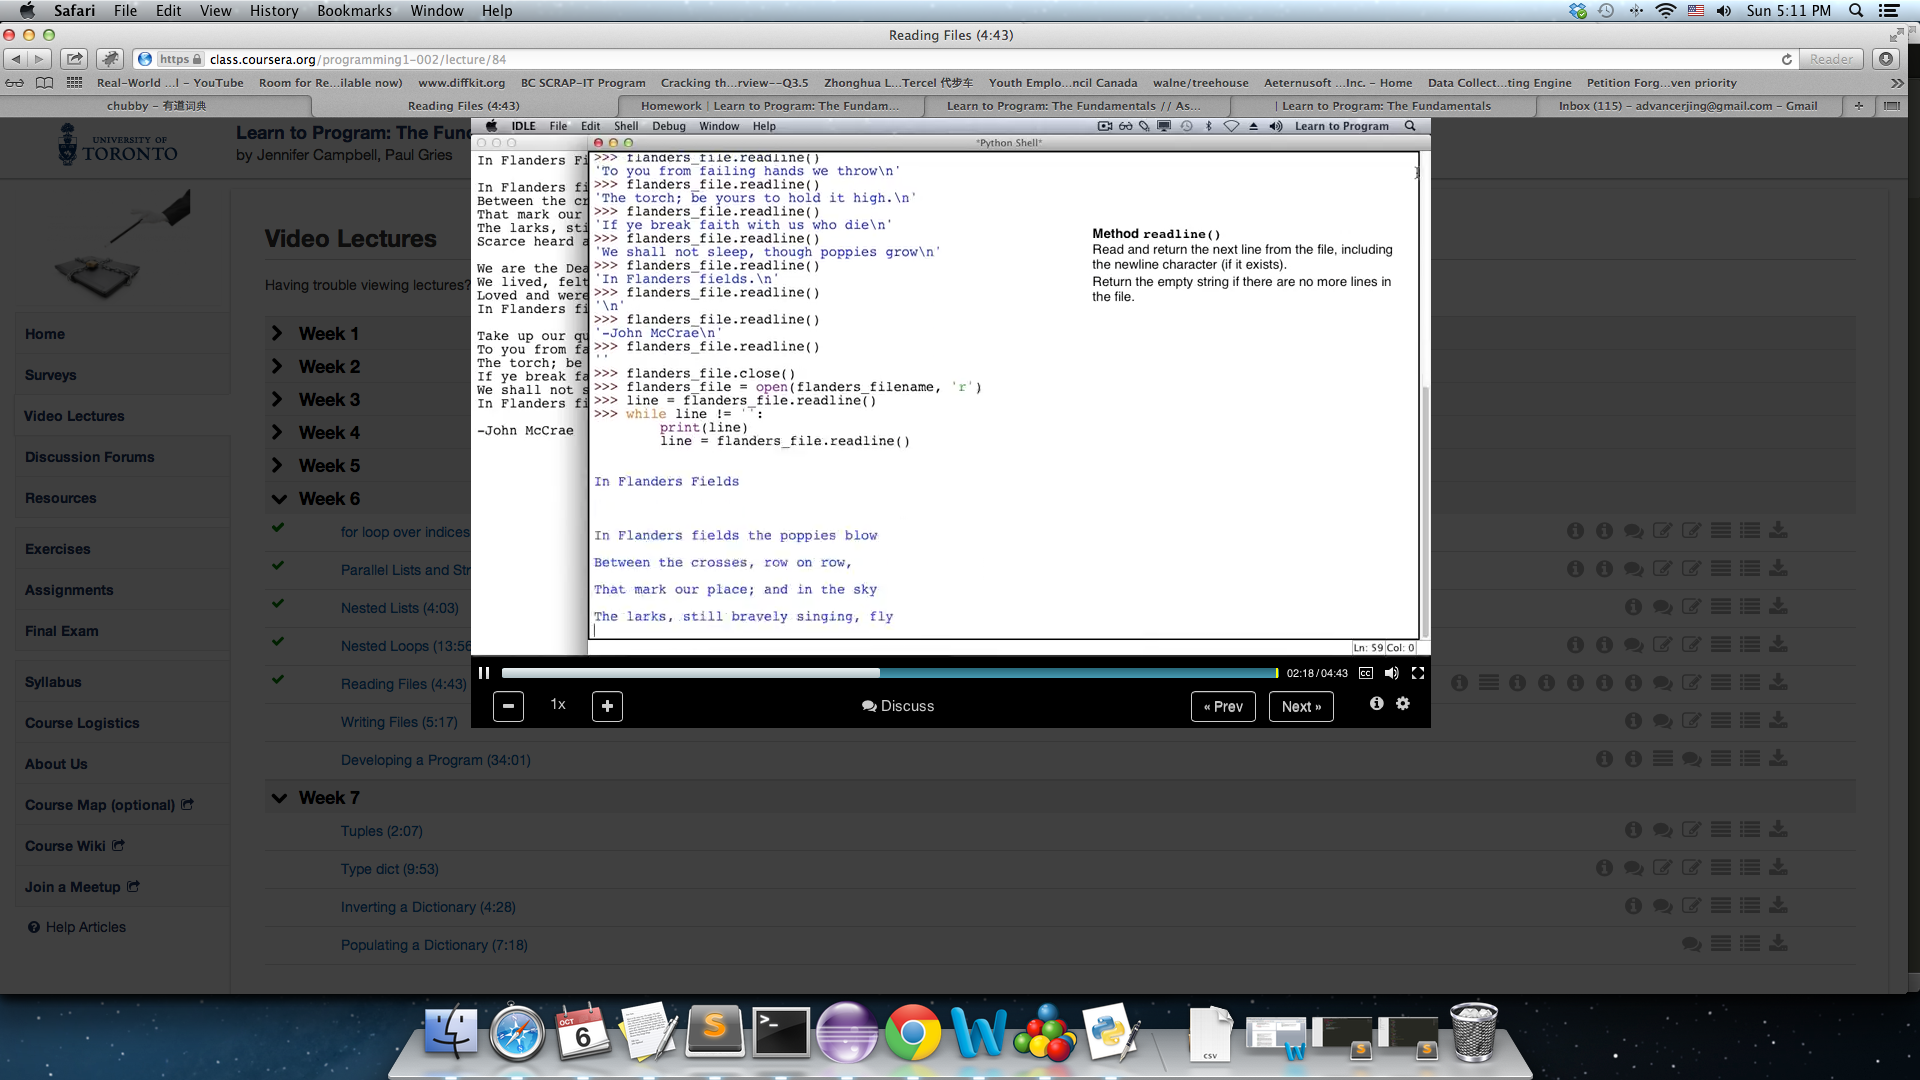 Safari File Edit View History Bookmarks Window Help Sun 5:11 PM
Reading Files (4:43)
https class.coursera.org/programming1-002/lecture/84 Reader
Real-World ...l - YouTube Room for Re...ilable now) www.diffkit.org BC SCRAP-IT Program Cracking th...rview--Q3.5 Zhonghua L...Tercel 代步车 Youth Emplo...ncil Canada walne/treehouse Aeternusoft ...Inc. - Home Data Collect...ting Engine Petition Forg...ven priority
chubby - 有道词典 Reading Files (4:43) Homework | Learn to Program: The Fundam... Learn to Program: The Fundamentals // As... | Learn to Program: The Fundamentals Inbox (115) - advancerjing@gmail.com - Gmail
UNIVERSITY OF
TORONTO
Learn to Program: The Fun
by Jennifer Campbell, Paul Gries
Home
Surveys
Video Lectures
Discussion Forums
Resources
Exercises
Assignments
Final Exam
Syllabus
Course Logistics
About Us
Course Map (optional)
Course Wiki
Join a Meetup
Help Articles
Video Lectures
Having trouble viewing lectures?
Week 1
Week 2
Week 3
Week 4
Week 5
Week 6
for loop over indices
Parallel Lists and Str
Nested Lists (4:03)
Nested Loops (13:56
Reading Files (4:43)
Writing Files (5:17)
Developing a Program (34:01)
Week 7
Tuples (2:07)
Type dict (9:53)
Inverting a Dictionary (4:28)
Populating a Dictionary (7:18)
IDLE File Edit Shell Debug Window Help Learn to Program
In Flanders Fi
In Flanders fi
Between the cr
That mark our
The larks, sti
Scarce heard a
We are the Dea
We lived, felt
Loved and were
In Flanders fi
Take up our qu
To you from fa
The torch; be
If ye break fa
We shall not s
In Flanders fi
-John McCrae
*Python Shell*
>>> flanders_file.readline()
'To you from failing hands we throw\n'
>>> flanders_file.readline()
'The torch; be yours to hold it high.\n'
>>> flanders_file.readline()
'If ye break faith with us who die\n'
>>> flanders_file.readline()
'We shall not sleep, though poppies grow\n'
>>> flanders_file.readline()
'In Flanders fields.\n'
>>> flanders_file.readline()
'\n'
>>> flanders_file.readline()
'-John McCrae\n'
>>> flanders_file.readline()
''
>>> flanders_file.close()
>>> flanders_file = open(flanders_filename, 'r')
>>> line = flanders_file.readline()
>>> while line != '':
print(line)
line = flanders_file.readline()
In Flanders Fields
In Flanders fields the poppies blow
Between the crosses, row on row,
That mark our place; and in the sky
The larks, still bravely singing, fly
Method readline()
Read and return the next line from the file, including
the newline character (if it exists).
Return the empty string if there are no more lines in
the file.
Ln: 59 Col: 0
02:18/04:43 CC
1x Discuss « Prev Next »
OCT
6
csv